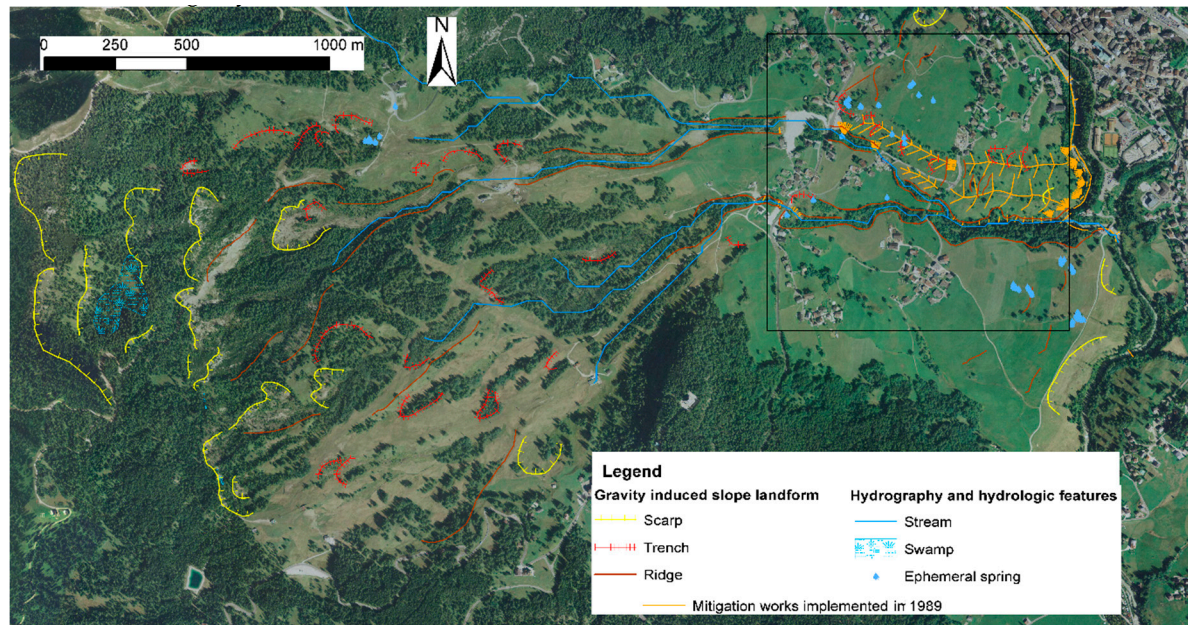 0 250 500 1000 m
N
Legend
Gravity induced slope landform
Scarp
Trench
Ridge
Hydrography and hydrologic features
Stream
Swamp
Ephemeral spring
Mitigation works implemented in 1989